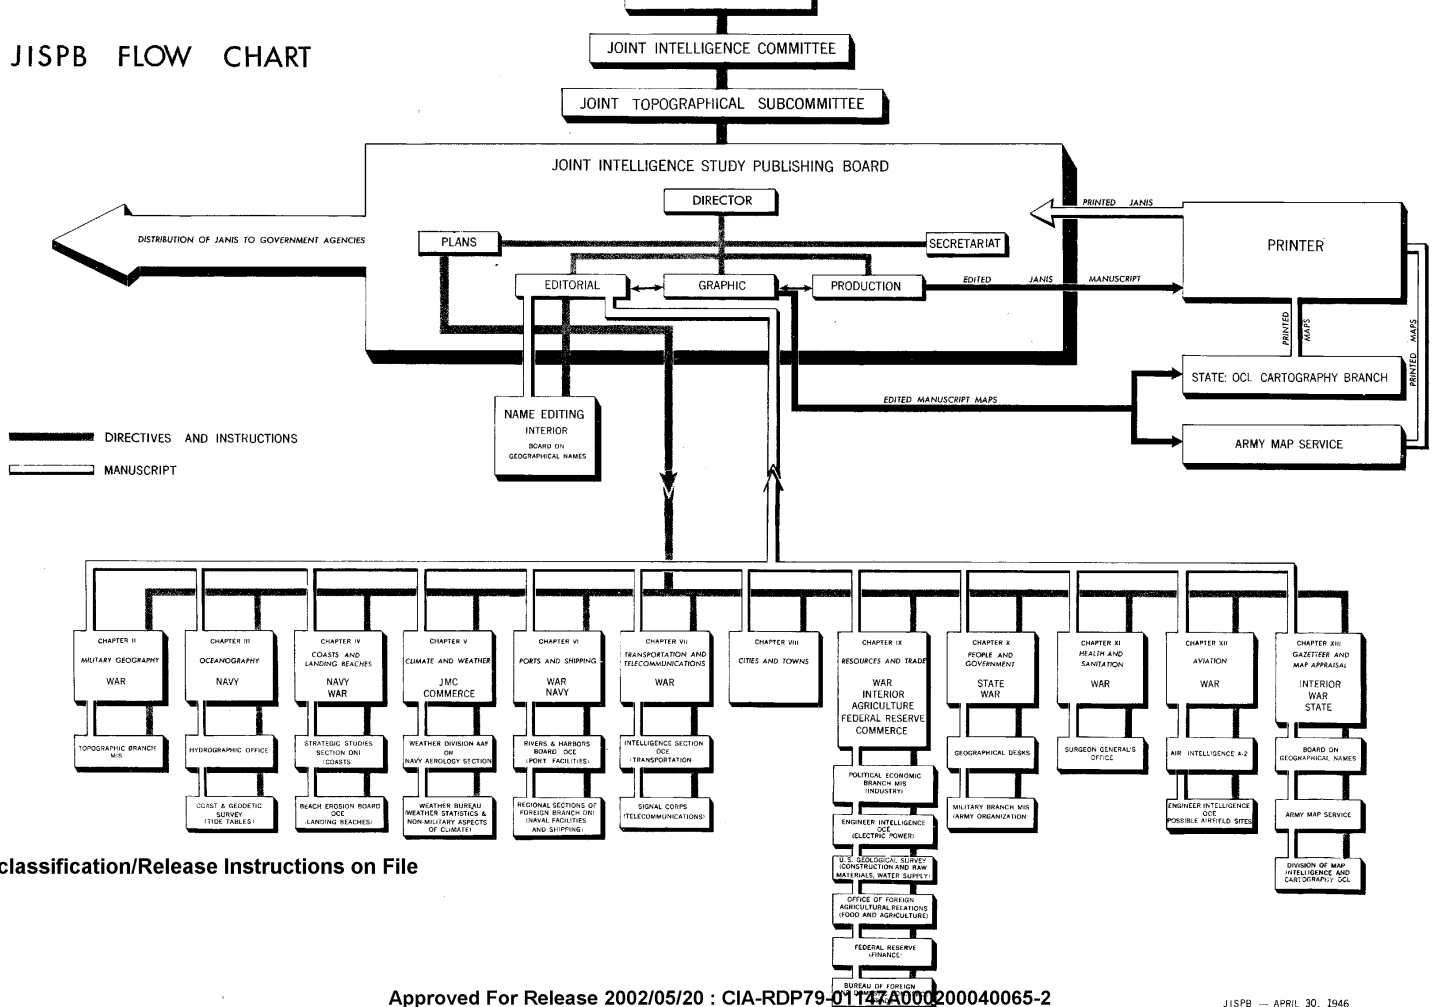 JISPB FLOW CHART
JOINT INTELLIGENCE COMMITTEE
JOINT TOPOGRAPHICAL SUBCOMMITTEE
JOINT INTELLIGENCE STUDY PUBLISHING BOARD
DIRECTOR
PLANS
SECRETARIAT
EDITORIAL
GRAPHIC
PRODUCTION
DISTRIBUTION OF JANIS TO GOVERNMENT AGENCIES
PRINTED JANIS
PRINTER
EDITED JANIS MANUSCRIPT
PRINTED MAPS
PRINTED MAPS
STATE: OCL CARTOGRAPHY BRANCH
EDITED MANUSCRIPT MAPS
ARMY MAP SERVICE
NAME EDITING
INTERIOR
BOARD ON
GEOGRAPHICAL NAMES
DIRECTIVES AND INSTRUCTIONS
MANUSCRIPT
CHAPTER II
MILITARY GEOGRAPHY
WAR
TOPOGRAPHIC BRANCH
MIS
CHAPTER III
OCEANOGRAPHY
NAVY
HYDROGRAPHIC OFFICE
COAST & GEODETIC
SURVEY
(TIDE TABLES)
CHAPTER IV
COASTS AND
LANDING BEACHES
NAVY
WAR
STRATEGIC STUDIES
SECTION ONI
(COASTS)
BEACH EROSION BOARD
OCE
(LANDING BEACHES)
CHAPTER V
CLIMATE AND WEATHER
JMC
COMMERCE
WEATHER DIVISION AAF
OR
NAVY AEROLOGY SECTION
WEATHER BUREAU
(WEATHER STATISTICS &
NON-MILITARY ASPECTS
OF CLIMATE)
CHAPTER VI
PORTS AND SHIPPING
WAR
NAVY
RIVERS & HARBORS
BOARD OCE
(PORT FACILITIES)
REGIONAL SECTIONS OF
FOREIGN BRANCH ONI
(NAVAL FACILITIES
AND SHIPPING)
CHAPTER VII
TRANSPORTATION AND
TELECOMMUNICATIONS
WAR
INTELLIGENCE SECTION
OCE
(TRANSPORTATION
SIGNAL CORPS
(TELECOMMUNICATIONS)
CHAPTER VIII
CITIES AND TOWNS
CHAPTER IX
RESOURCES AND TRADE
WAR
INTERIOR
AGRICULTURE
FEDERAL RESERVE
COMMERCE
POLITICAL ECONOMIC
BRANCH MIS
(INDUSTRY)
ENGINEER INTELLIGENCE
OCE
(ELECTRIC POWER)
U. S. GEOLOGICAL SURVEY
(CONSTRUCTION AND RAW
MATERIALS, WATER SUPPLY)
OFFICE OF FOREIGN
AGRICULTURAL RELATIONS
(FOOD AND AGRICULTURE)
FEDERAL RESERVE
(FINANCE)
BUREAU OF FOREIGN
CHAPTER X
PEOPLE AND
GOVERNMENT
STATE
WAR
GEOGRAPHICAL DESKS
MILITARY BRANCH MIS
(ARMY ORGANIZATION)
CHAPTER XI
HEALTH AND
SANITATION
WAR
SURGEON GENERAL'S
OFFICE
CHAPTER XII
AVIATION
WAR
AIR INTELLIGENCE A-2
ENGINEER INTELLIGENCE
OCE
POSSIBLE AIRFIELD SITES)
CHAPTER XIII
GAZETTEER AND
MAP APPRAISAL
INTERIOR
WAR
STATE
BOARD ON
GEOGRAPHICAL NAMES
ARMY MAP SERVICE
DIVISION OF MAP
INTELLIGENCE AND
CARTOGRAPHY OCL
classification/Release Instructions on File
Approved For Release 2002/05/20 : CIA-RDP79-01147A000200040065-2
JISPB — APRIL 30, 1946